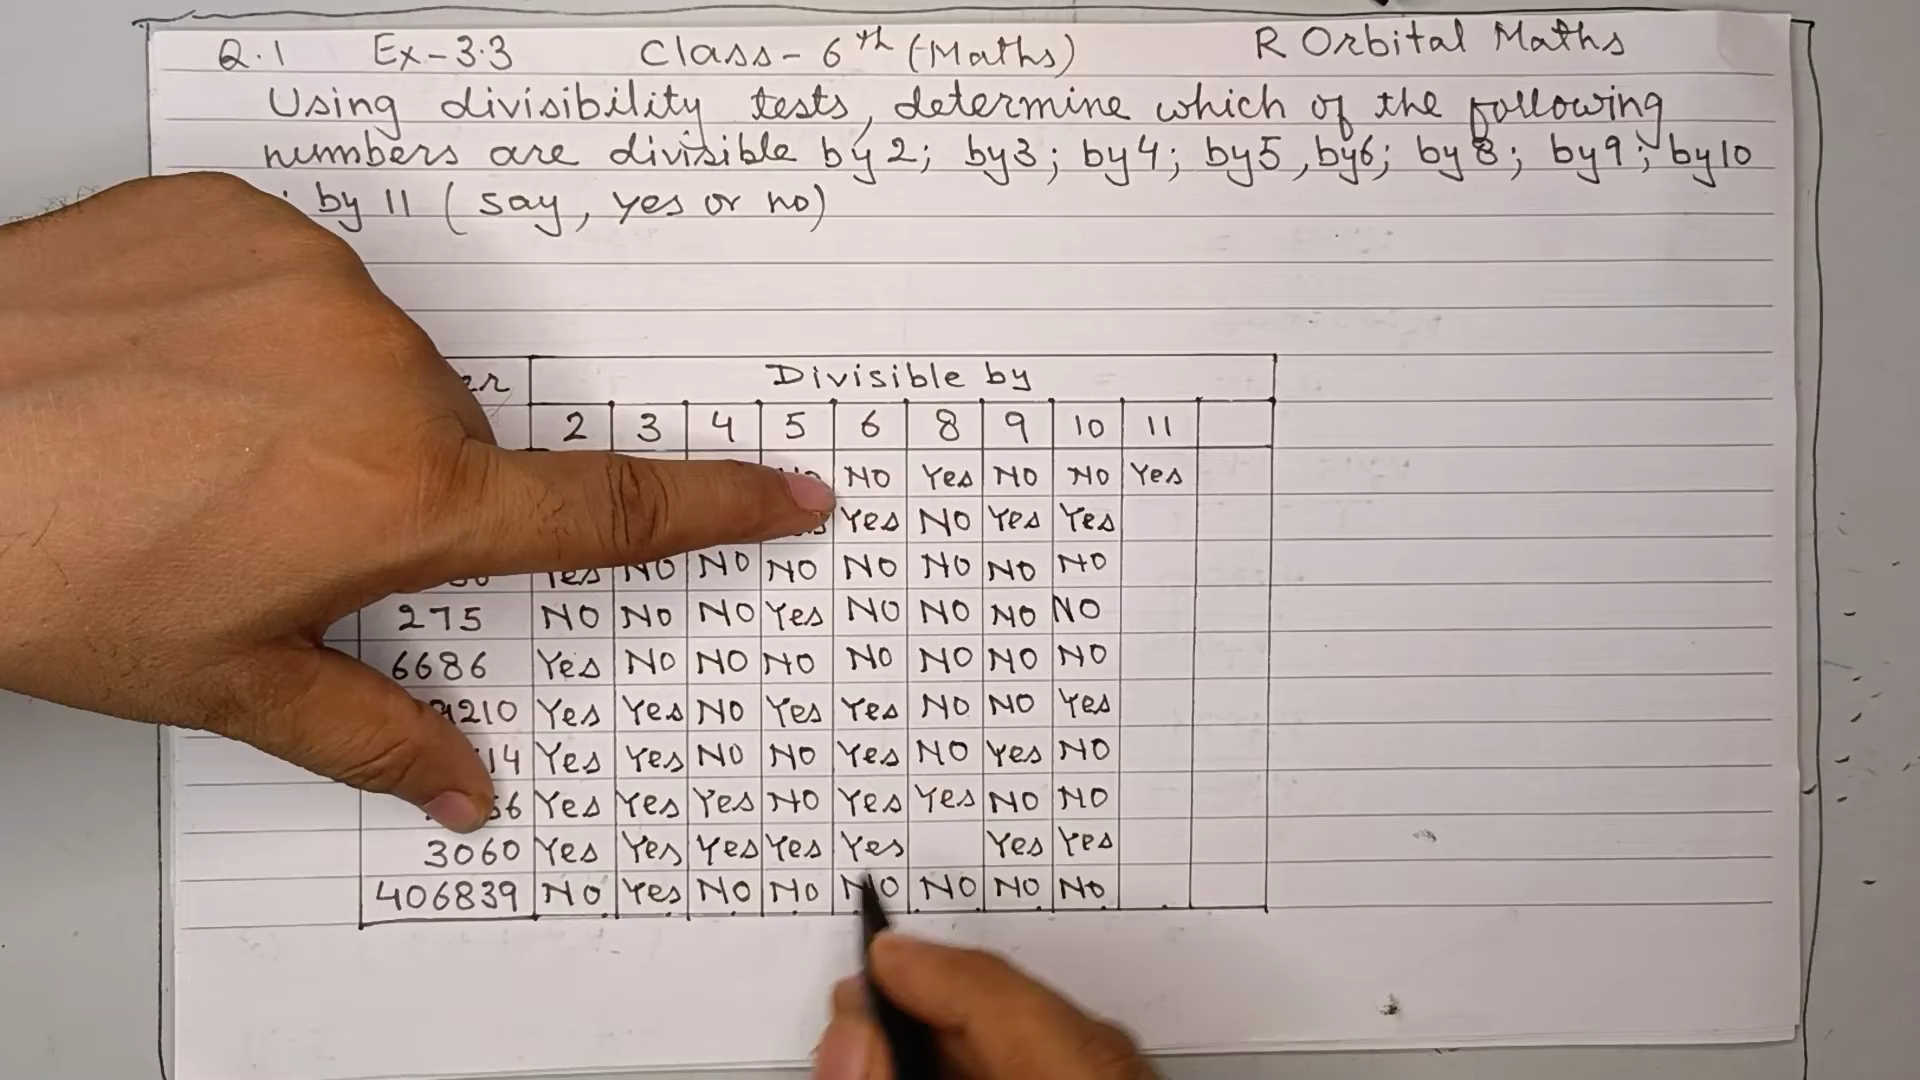 Q.1 Ex-3.3 Class-6th (Maths) R Orbital Maths
Using divisibility tests, determine which of the following
numbers are divisible by 2; by 3; by 4; by 5, by 6; by 8; by 9; by 10
; by 11 (say, yes or no)
Divisible by
2 3 4 5 6 8 9 10 11
No Yes No No Yes
Yes No Yes Yes
Yes No No No No No No No
275 No No No Yes No No No No
6686 Yes No No No No No No No
210 Yes Yes No Yes Yes No No Yes
14 Yes Yes No No Yes No Yes No
56 Yes Yes Yes No Yes Yes No No
3060 Yes Yes Yes Yes Yes Yes Yes
406839 No Yes No No No No No No